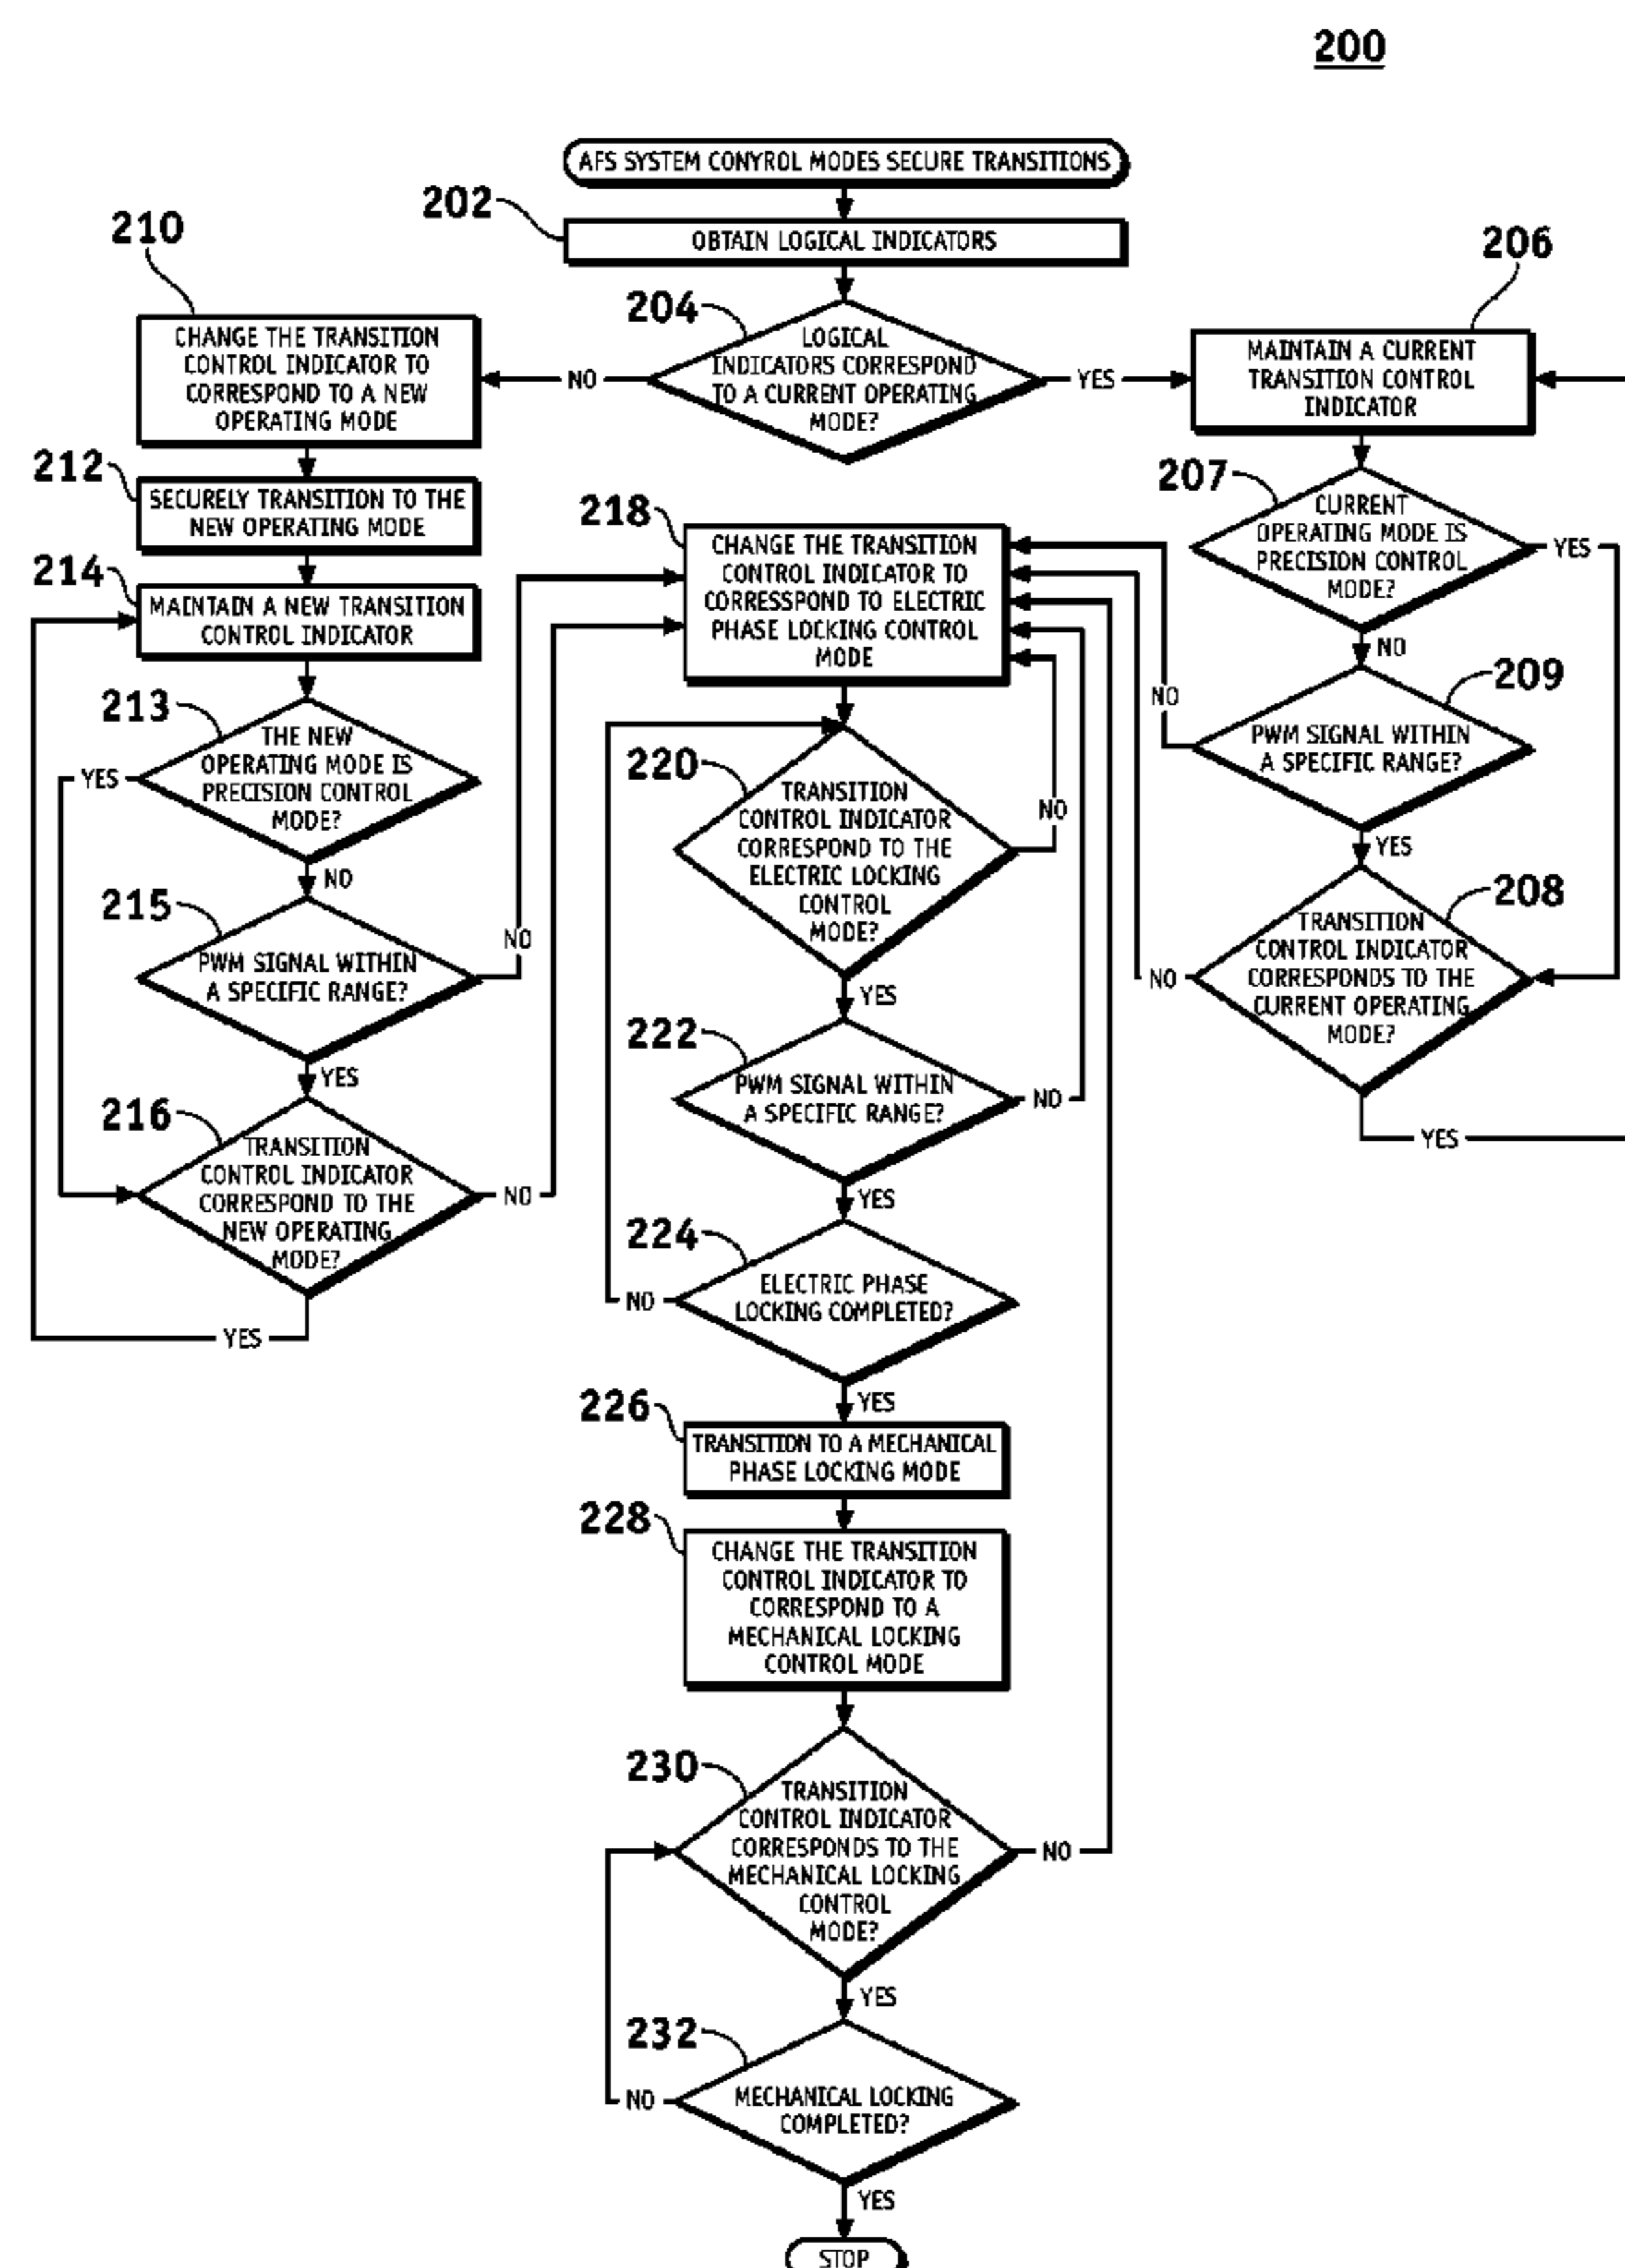 200
AFS SYSTEM CONYROL MODES SECURE TRANSITIONS
202
OBTAIN LOGICAL INDICATORS
204
LOGICAL
INDICATORS CORRESPOND
TO A CURRENT OPERATING
MODE?
NO
YES
210
CHANGE THE TRANSITION
CONTROL INDICATOR TO
CORRESPOND TO A NEW
OPERATING MODE
212
SECURELY TRANSITION TO THE
NEW OPERATING MODE
214
MAINTAIN A NEW TRANSITION
CONTROL INDICATOR
213
THE NEW
OPERATING MODE IS
PRECISION CONTROL
MODE?
YES
NO
215
PWM SIGNAL WITHIN
A SPECIFIC RANGE?
NO
YES
216
TRANSITION
CONTROL INDICATOR
CORRESPOND TO THE
NEW OPERATING
MODE?
NO
YES
206
MAINTAIN A CURRENT
TRANSITION CONTROL
INDICATOR
207
CURRENT
OPERATING MODE IS
PRECISION CONTROL
MODE?
YES
NO
209
PWM SIGNAL WITHIN
A SPECIFIC RANGE?
NO
YES
208
TRANSITION
CONTROL INDICATOR
CORRESPONDS TO THE
CURRENT OPERATING
MODE?
NO
YES
218
CHANGE THE TRANSITION
CONTROL INDICATOR TO
CORRESSPOND TO ELECTRIC
PHASE LOCKING CONTROL
MODE
220
TRANSITION
CONTROL INDICATOR
CORRESPOND TO THE
ELECTRIC LOCKING
CONTROL
MODE?
NO
YES
222
PWM SIGNAL WITHIN
A SPECIFIC RANGE?
NO
YES
224
ELECTRIC PHASE
LOCKING COMPLETED?
NO
YES
226
TRANSITION TO A MECHANICAL
PHASE LOCKING MODE
228
CHANGE THE TRANSITION
CONTROL INDICATOR TO
CORRESPOND TO A
MECHANICAL LOCKING
CONTROL MODE
230
TRANSITION
CONTROL INDICATOR
CORRESPONDS TO THE
MECHANICAL LOCKING
CONTROL
MODE?
NO
YES
232
MECHANICAL LOCKING
COMPLETED?
NO
YES
STOP